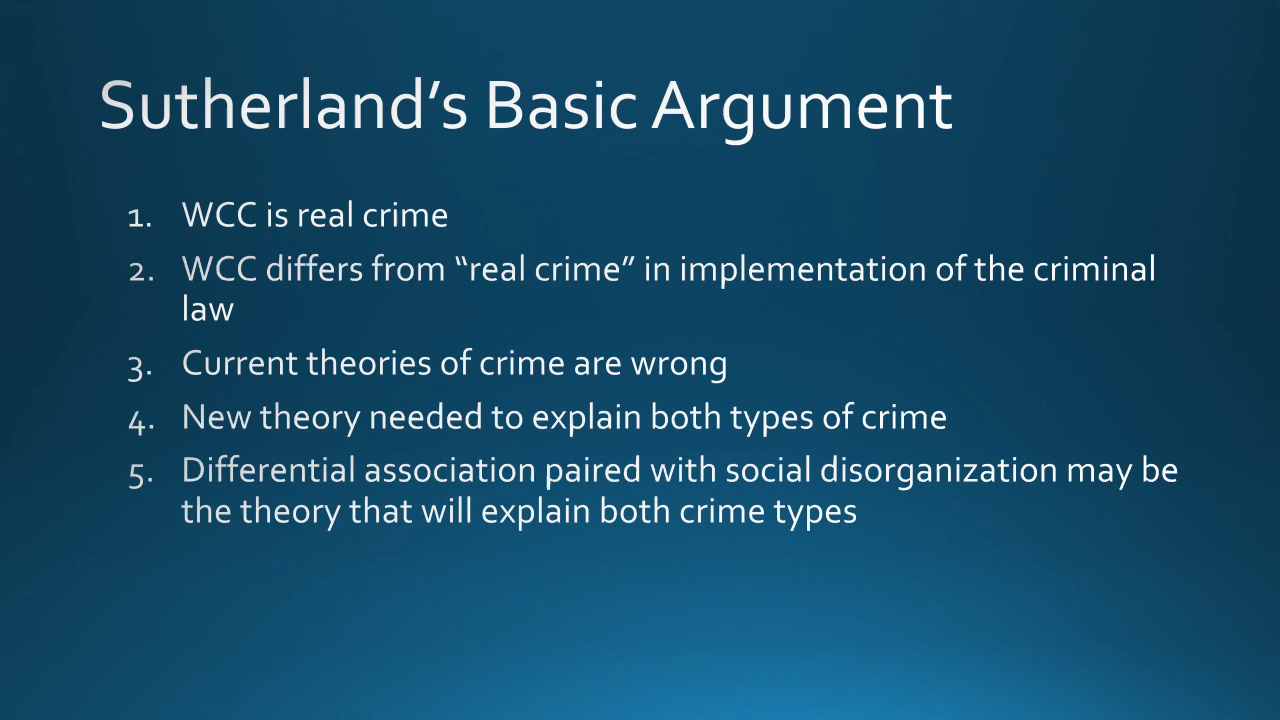 Sutherland’s Basic Argument
1. WCC is real crime
2. WCC differs from “real crime” in implementation of the criminal
law
3. Current theories of crime are wrong
4. New theory needed to explain both types of crime
5. Differential association paired with social disorganization may be
the theory that will explain both crime types